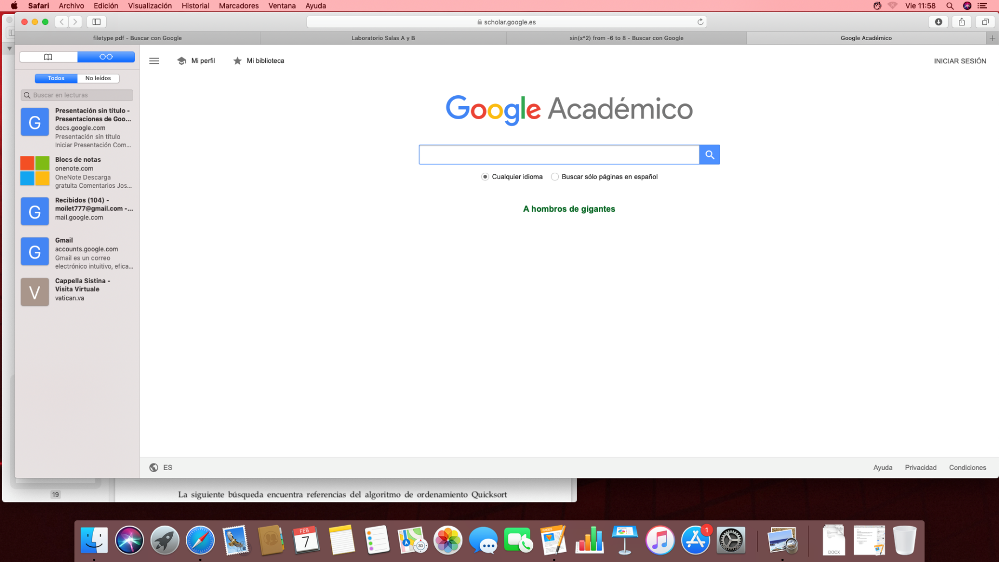 Safari Archivo Edición Visualización Historial Marcadores Ventana Ayuda Vie 11:58
scholar.google.es
filetype pdf - Buscar con Google Laboratorio Salas A y B sin(x^2) from -6 to 8 - Buscar con Google Google Académico
Mi perfil Mi biblioteca INICIAR SESIÓN
Todos No leídos
Buscar en lecturas
Presentación sin título -
Presentaciones de Goo...
docs.google.com
Presentación sin título
Iniciar Presentación Com...
Blocs de notas
onenote.com
OneNote Descarga
gratuita Comentarios Jos...
Recibidos (104) -
moilet777@gmail.com -...
mail.google.com
Gmail
accounts.google.com
Gmail es un correo
electrónico intuitivo, efica...
Cappella Sistina -
Visita Virtuale
vatican.va
G
G
G
V
Google Académico
Cualquier idioma Buscar sólo páginas en español
A hombros de gigantes
ES Ayuda Privacidad Condiciones
19
La siguiente búsqueda encuentra referencias del algoritmo de ordenamiento Quicksort
FEB
7
3D
PAGES
1
DOCX